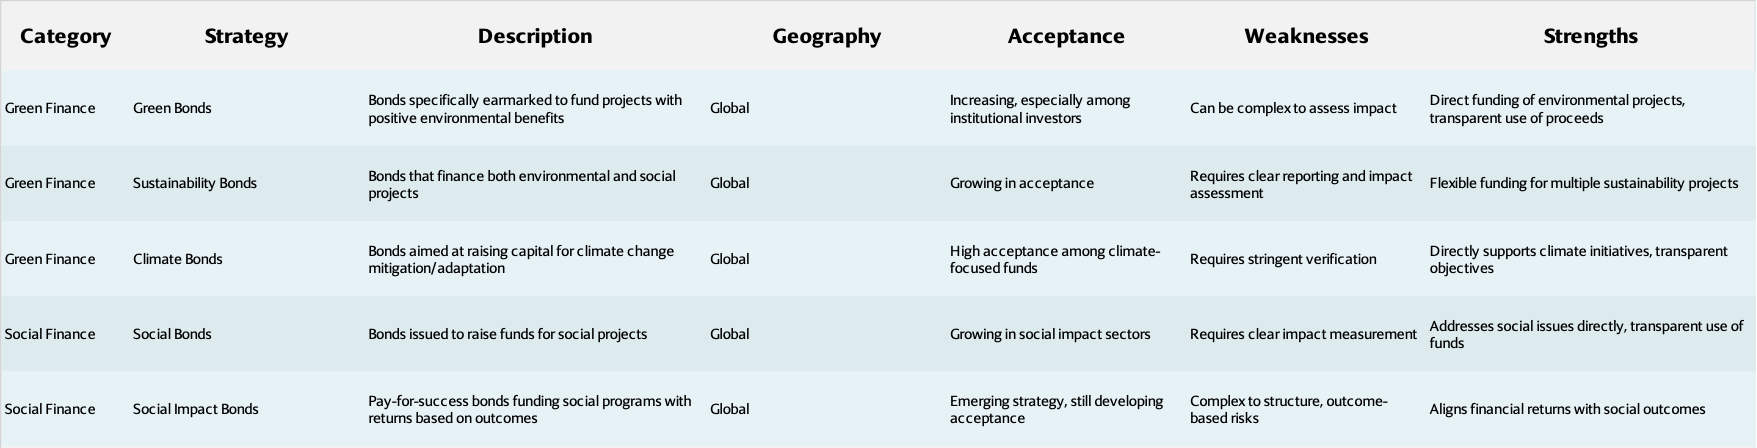 Category Strategy Description Geography Acceptance Weaknesses Strengths
Green Finance
Green Bonds
Bonds specifically earmarked to fund projects with
positive environmental benefits
Global
Increasing, especially among
institutional investors
Can be complex to assess impact
Direct funding of environmental projects,
transparent use of proceeds
Green Finance
Sustainability Bonds
Bonds that finance both environmental and social
projects
Global
Growing in acceptance
Requires clear reporting and impact
assessment
Flexible funding for multiple sustainability projects
Green Finance
Climate Bonds
Bonds aimed at raising capital for climate change
mitigation/adaptation
Global
High acceptance among climate-
focused funds
Requires stringent verification
Directly supports climate initiatives, transparent
objectives
Social Finance
Social Bonds
Bonds issued to raise funds for social projects
Global
Growing in social impact sectors
Requires clear impact measurement
Addresses social issues directly, transparent use of
funds
Social Finance
Social Impact Bonds
Pay-for-success bonds funding social programs with
returns based on outcomes
Global
Emerging strategy, still developing
acceptance
Complex to structure, outcome-
based risks
Aligns financial returns with social outcomes